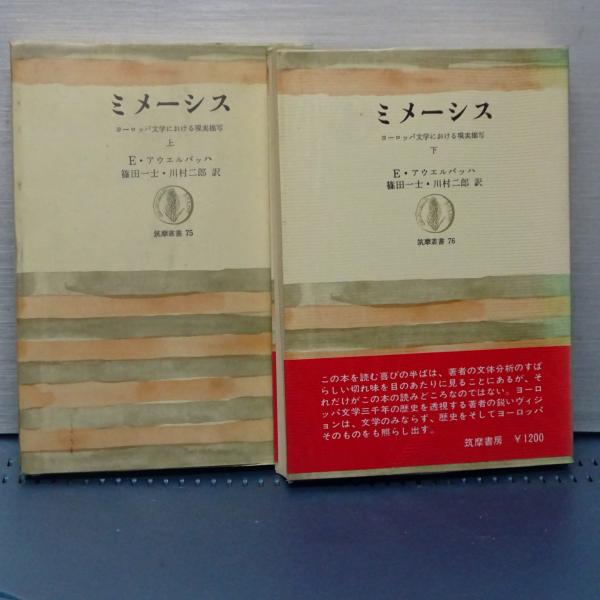 ミメーシス
ヨーロッパ文学における現実描写
上
E・アウエルバッハ
篠田一士・川村二郎 訳
筑摩叢書 75
ミメーシス
ヨーロッパ文学における現実描写
下
E・アウエルバッハ
篠田一士・川村二郎 訳
筑摩叢書 76
この本を読む喜びの半ばは、著者の文体分析のすば
らしい切れ味を目のあたりに見ることにあるが、そ
れだけがこの本の読みどころなのではない。ヨーロ
ッパ文学三千年の歴史を透視する著者の鋭いヴィジ
ョンは、文学のみならず、歴史をそしてヨーロッパ
そのものをも照らし出す。
筑摩書房 ¥1200